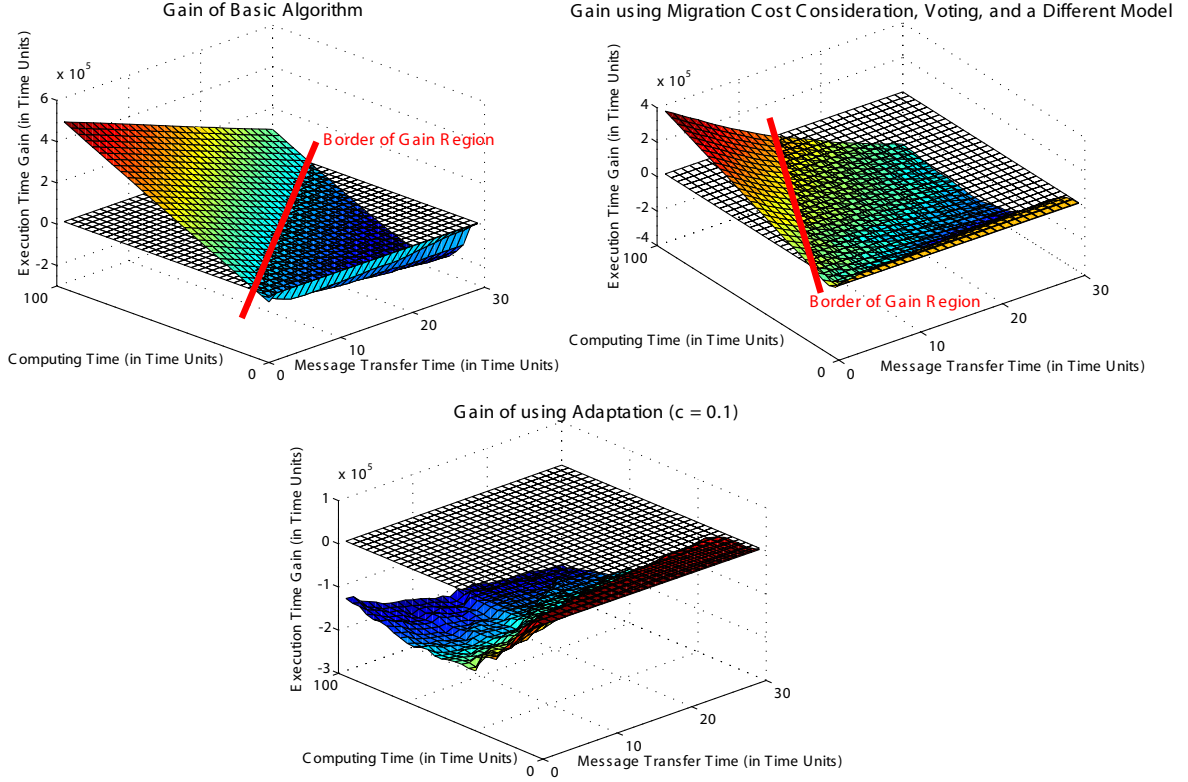 Gain of Basic Algorithm
x 10^5
6
4
2
0
-2
100
Execution Time Gain (in Time Units)
Border of Gain Region
30
20
10
0
0
Computing Time (in Time Units)
Message Transfer Time (in Time Units)
Gain using Migration Cost Consideration, Voting, and a Different Model
x 10^5
4
2
0
-2
-4
100
Execution Time Gain (in Time Units)
Border of Gain Region
30
20
10
0
0
Computing Time (in Time Units)
Message Transfer Time (in Time Units)
Gain of using Adaptation (c = 0.1)
x 10^5
1
0
-1
-2
-3
100
Execution Time Gain (in Time Units)
30
20
10
0
0
Computing Time (in Time Units)
Message Transfer Time (in Time Units)